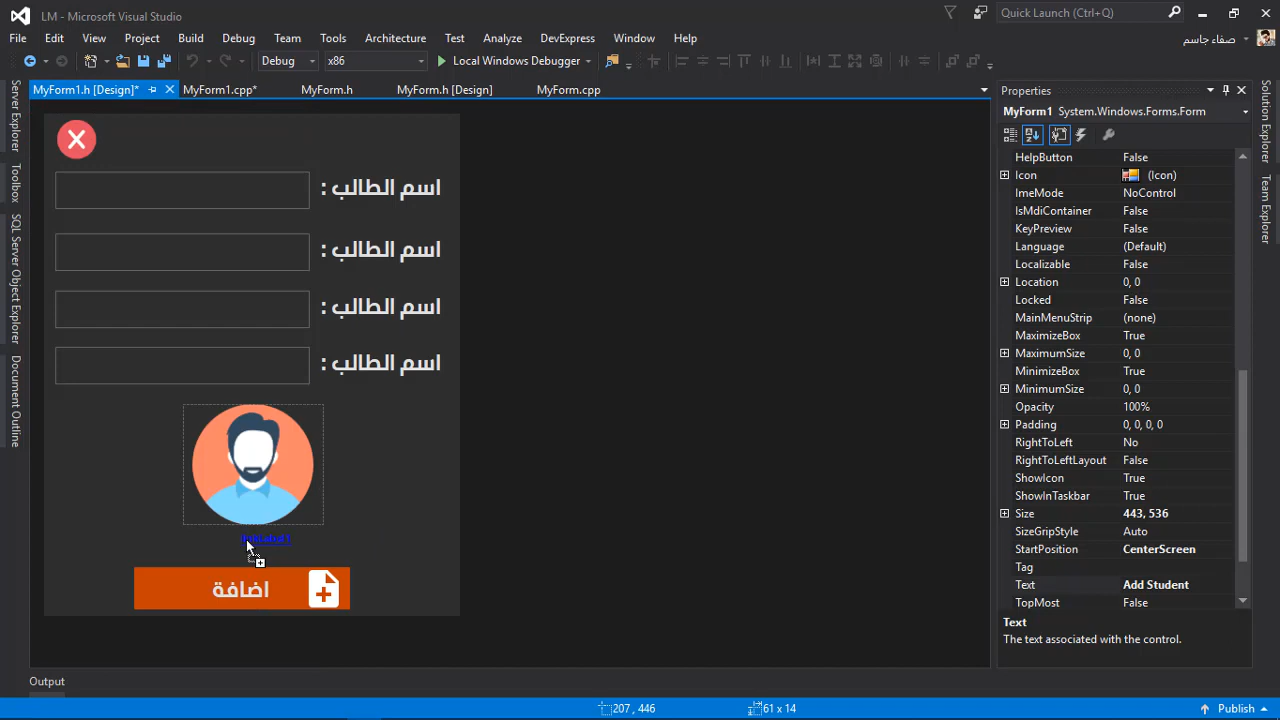 LM - Microsoft Visual Studio
Quick Launch (Ctrl+Q)
File Edit View Project Build Debug Team Tools Architecture Test Analyze DevExpress Window Help
صفاء جاسم
Debug x86 Local Windows Debugger
MyForm1.h [Design]* MyForm1.cpp* MyForm.h MyForm.h [Design] MyForm.cpp
Server Explorer
Toolbox
SQL Server Object Explorer
Document Outline
اسم الطالب :
اسم الطالب :
اسم الطالب :
اسم الطالب :
اضافة
Properties
MyForm1 System.Windows.Forms.Form
HelpButton False
Icon (Icon)
ImeMode NoControl
IsMdiContainer False
KeyPreview False
Language (Default)
Localizable False
Location 0, 0
Locked False
MainMenuStrip (none)
MaximizeBox True
MaximumSize 0, 0
MinimizeBox True
MinimumSize 0, 0
Opacity 100%
Padding 0, 0, 0, 0
RightToLeft No
RightToLeftLayout False
ShowIcon True
ShowInTaskbar True
Size 443, 536
SizeGripStyle Auto
StartPosition CenterScreen
Tag
Text Add Student
TopMost False
Text
The text associated with the control.
Solution Explorer
Team Explorer
Output
207, 446 61 x 14 Publish